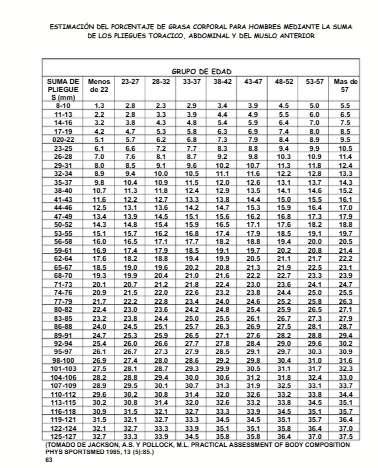 ESTIMACIÓN DEL PORCENTAJE DE GRASA CORPORAL PARA HOMBRES MEDIANTE LA SUMA
DE LOS PLIEGUES TORACICO, ABDOMINAL Y DEL MUSLO ANTERIOR
GRUPO DE EDAD
SUMA DE PLIEGUE S (mm) Menos de 22 23-27 28-32 33-37 38-42 43-47 48-52 53-57 Mas de 57
8-10 1.3 2.8 2.3 2.9 3.4 3.9 4.5 5.0 5.5
11-13 2.2 2.8 3.3 3.9 4.4 4.9 5.5 6.0 6.5
14-16 3.2 3.8 4.3 4.8 5.4 5.9 6.4 7.0 7.5
17-19 4.2 4.7 5.3 5.8 6.3 6.9 7.4 8.0 8.5
020-22 5.1 5.7 6.2 6.8 7.3 7.9 8.4 8.9 9.5
23-25 6.1 6.6 7.2 7.7 8.3 8.8 9.4 9.9 10.5
26-28 7.0 7.6 8.1 8.7 9.2 9.8 10.3 10.9 11.4
29-31 8.0 8.5 9.1 9.6 10.2 10.7 11.3 11.8 12.4
32-34 8.9 9.4 10.0 10.5 11.1 11.6 12.2 12.8 13.3
35-37 9.8 10.4 10.9 11.5 12.0 12.6 13.1 13.7 14.3
38-40 10.7 11.3 11.8 12.4 12.9 13.5 14.1 14.6 15.2
41-43 11.6 12.2 12.7 13.3 13.8 14.4 15.0 15.5 16.1
44-46 12.5 13.1 13.6 14.2 14.7 15.3 15.9 16.4 17.0
47-49 13.4 13.9 14.5 15.1 15.6 16.2 16.8 17.3 17.9
50-52 14.3 14.8 15.4 15.9 16.5 17.1 17.6 18.2 18.8
53-55 15.1 15.7 16.2 16.8 17.4 17.9 18.5 19.1 19.7
56-58 16.0 16.5 17.1 17.7 18.2 18.8 19.4 20.0 20.5
59-61 16.9 17.4 17.9 18.5 19.1 19.7 20.2 20.8 21.4
62-64 17.6 18.2 18.8 19.4 19.9 20.5 21.1 21.7 22.2
65-67 18.5 19.0 19.6 20.2 20.8 21.3 21.9 22.5 23.1
68-70 19.3 19.9 20.4 21.0 21.6 22.2 22.7 23.3 23.9
71-73 20.1 20.7 21.2 21.8 22.4 23.0 23.6 24.1 24.7
74-76 20.9 21.5 22.0 22.6 23.2 23.8 24.4 25.0 25.5
77-79 21.7 22.2 22.8 23.4 24.0 24.6 25.2 25.8 26.3
80-82 22.4 23.0 23.6 24.2 24.8 25.4 25.9 26.5 27.1
83-85 23.2 23.8 24.4 25.0 25.5 26.1 26.7 27.3 27.9
86-88 24.0 24.5 25.1 25.7 26.3 26.9 27.5 28.1 28.7
89-91 24.7 25.3 25.9 26.5 27.1 27.6 28.2 28.8 29.4
92-94 25.4 26.0 26.6 27.7 27.8 28.4 29.0 29.6 30.2
95-97 26.1 26.7 27.3 27.9 28.5 29.1 29.7 30.3 30.9
98-100 26.9 27.4 28.0 28.6 29.2 29.8 30.4 31.0 31.6
101-103 27.5 28.1 28.7 29.3 29.9 30.5 31.1 31.7 32.3
104-106 28.2 28.8 29.4 30.0 30.6 31.2 31.8 32.4 33.0
107-109 28.9 29.5 30.1 30.7 31.3 31.9 32.5 33.1 33.7
110-112 29.6 30.2 30.8 31.4 32.0 32.6 33.2 33.8 34.4
113-115 30.2 30.8 31.4 32.0 32.6 33.2 33.8 34.5 35.1
116-118 30.9 31.5 32.1 32.7 33.3 33.9 34.5 35.1 35.7
119-121 31.5 32.1 32.7 33.3 34.5 34.5 35.1 35.7 36.4
122-124 32.1 32.7 33.3 33.9 35.1 35.1 35.8 36.4 37.0
125-127 32.7 33.3 33.9 34.5 35.8 35.8 36.4 37.0 37.5
(TOMADO DE JACKSON, A.S. Y POLLOCK, M.L. PRACTICAL ASSESSMENT OF BODY COMPOSITION
PHYS SPORTSMED 1985, 13 (5):85.)
63